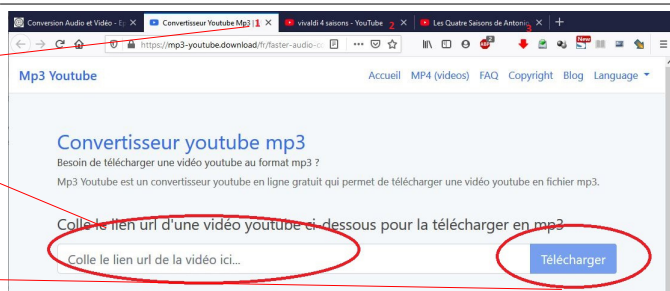 Conversion Audio et Vidéo - Ep
Convertisseur Youtube Mp3 | 1
vivaldi 4 saisons - YouTube 2
Les Quatre Saisons de Antonio 3
https://mp3-youtube.download/fr/faster-audio-co
ABP
New
Mp3 Youtube
Accueil MP4 (videos) FAQ Copyright Blog Language
Convertisseur youtube mp3
Besoin de télécharger une vidéo youtube au format mp3 ?
Mp3 Youtube est un convertisseur youtube en ligne gratuit qui permet de télécharger une vidéo youtube en fichier mp3.
Colle le lien url d'une vidéo youtube ci-dessous pour la télécharger en mp3
Colle le lien url de la vidéo ici...
Télécharger